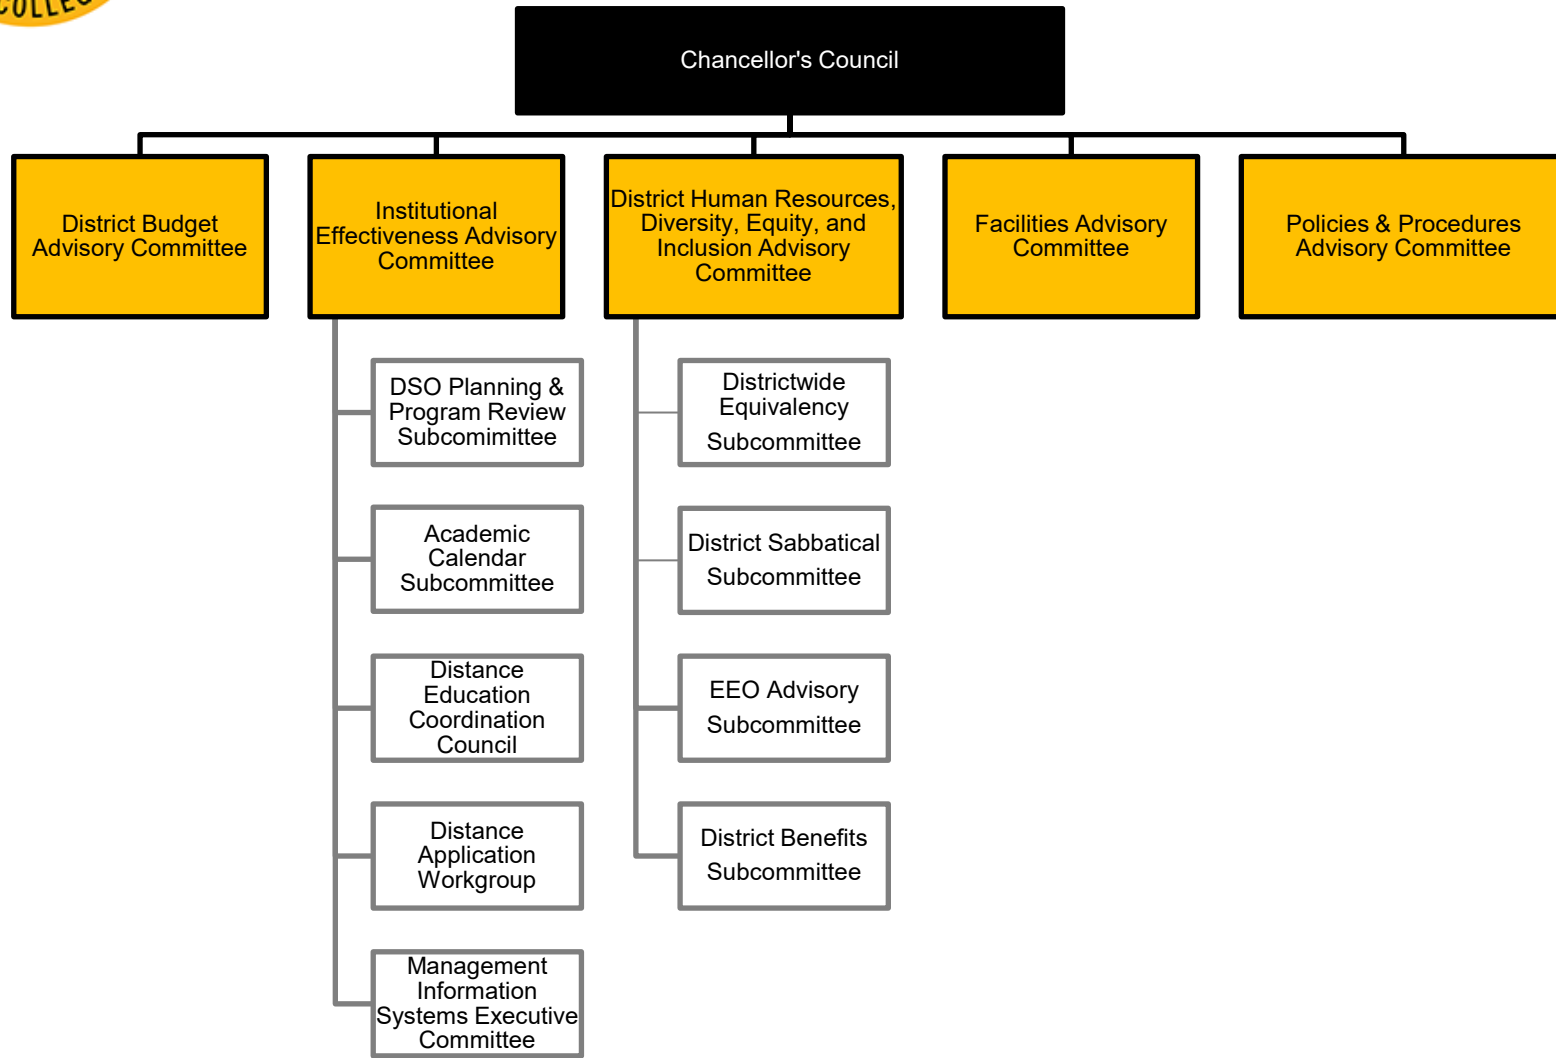 COLLEG
Chancellor's Council
District Budget
Advisory Committee
Institutional
Effectiveness Advisory
Committee
District Human Resources,
Diversity, Equity, and
Inclusion Advisory
Committee
Facilities Advisory
Committee
Policies & Procedures
Advisory Committee
DSO Planning &
Program Review
Subcomimittee
Academic
Calendar
Subcommittee
Distance
Education
Coordination
Council
Distance
Application
Workgroup
Management
Information
Systems Executive
Committee
Districtwide
Equivalency
Subcommittee
District Sabbatical
Subcommittee
EEO Advisory
Subcommittee
District Benefits
Subcommittee